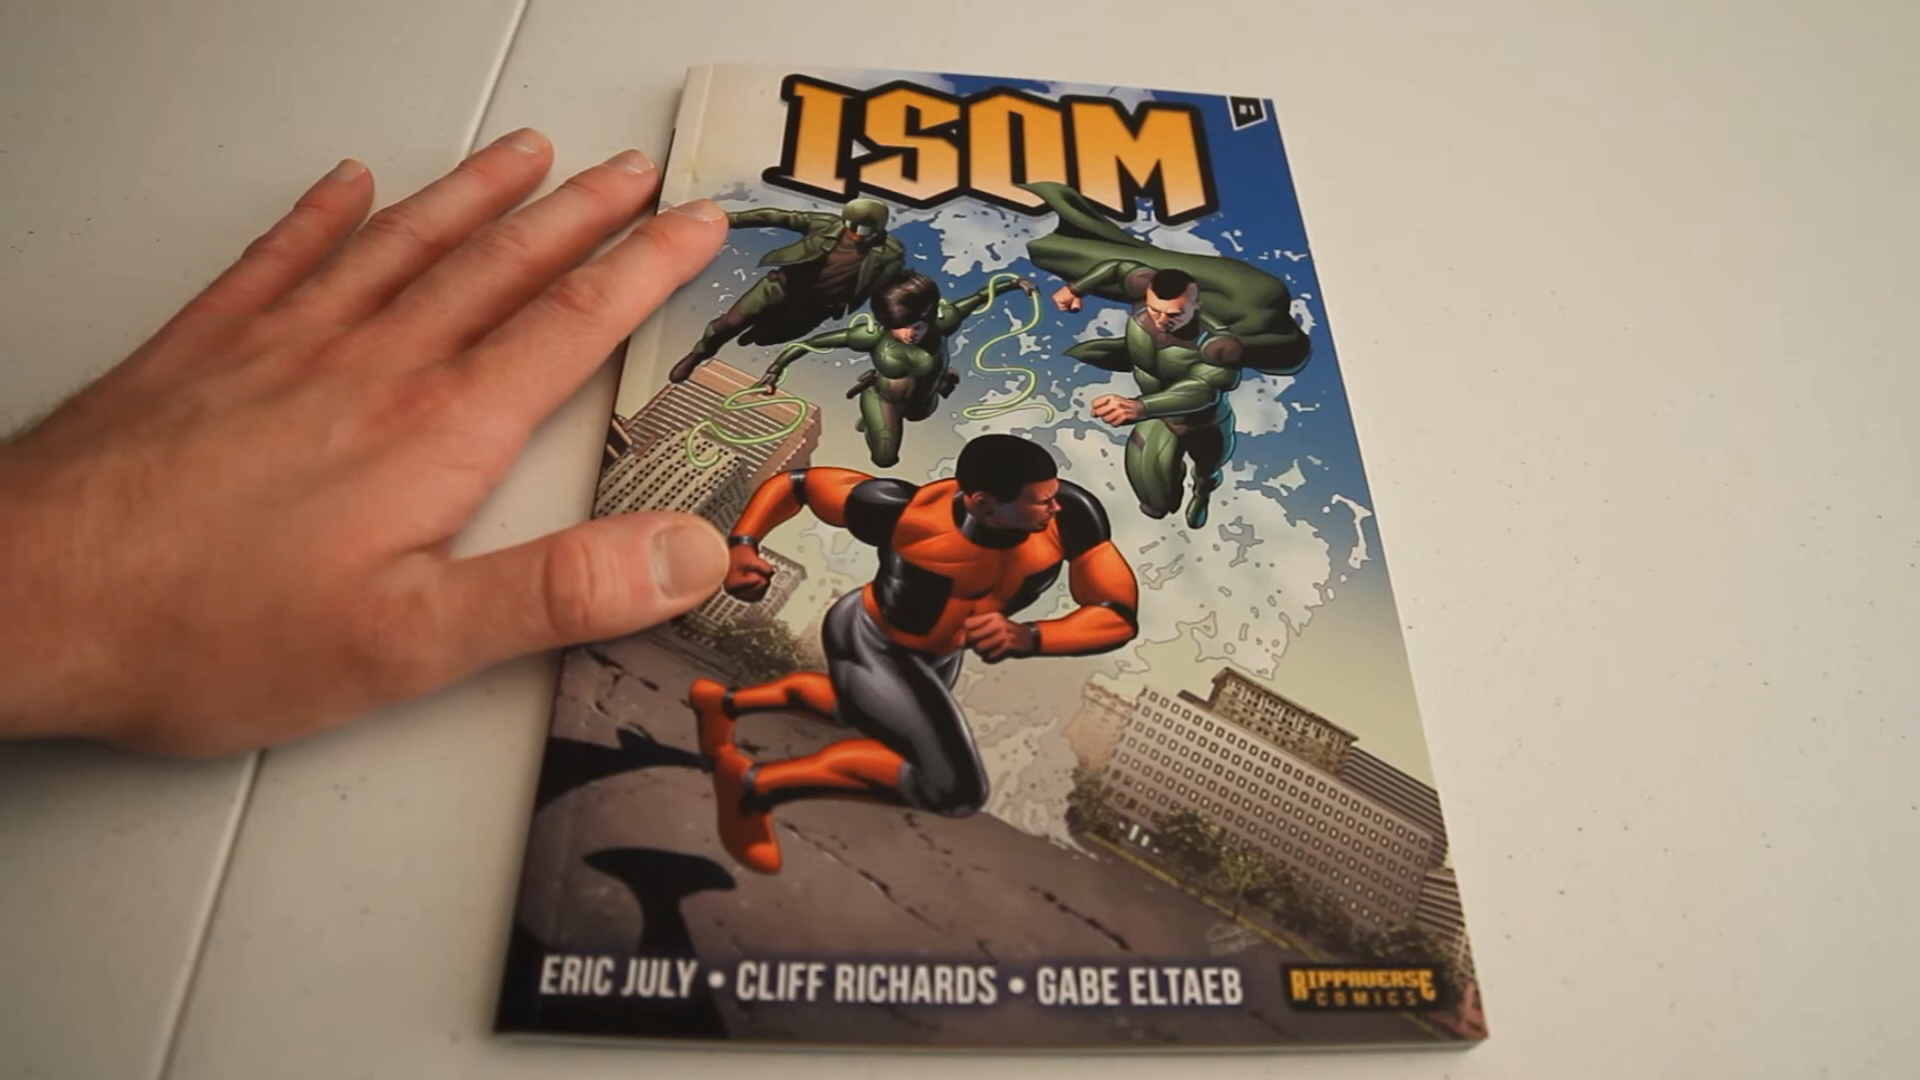 ISOM
#1
ERIC JULY • CLIFF RICHARDS • GABE ELTAEB
RIPPAVERSE
COMICS